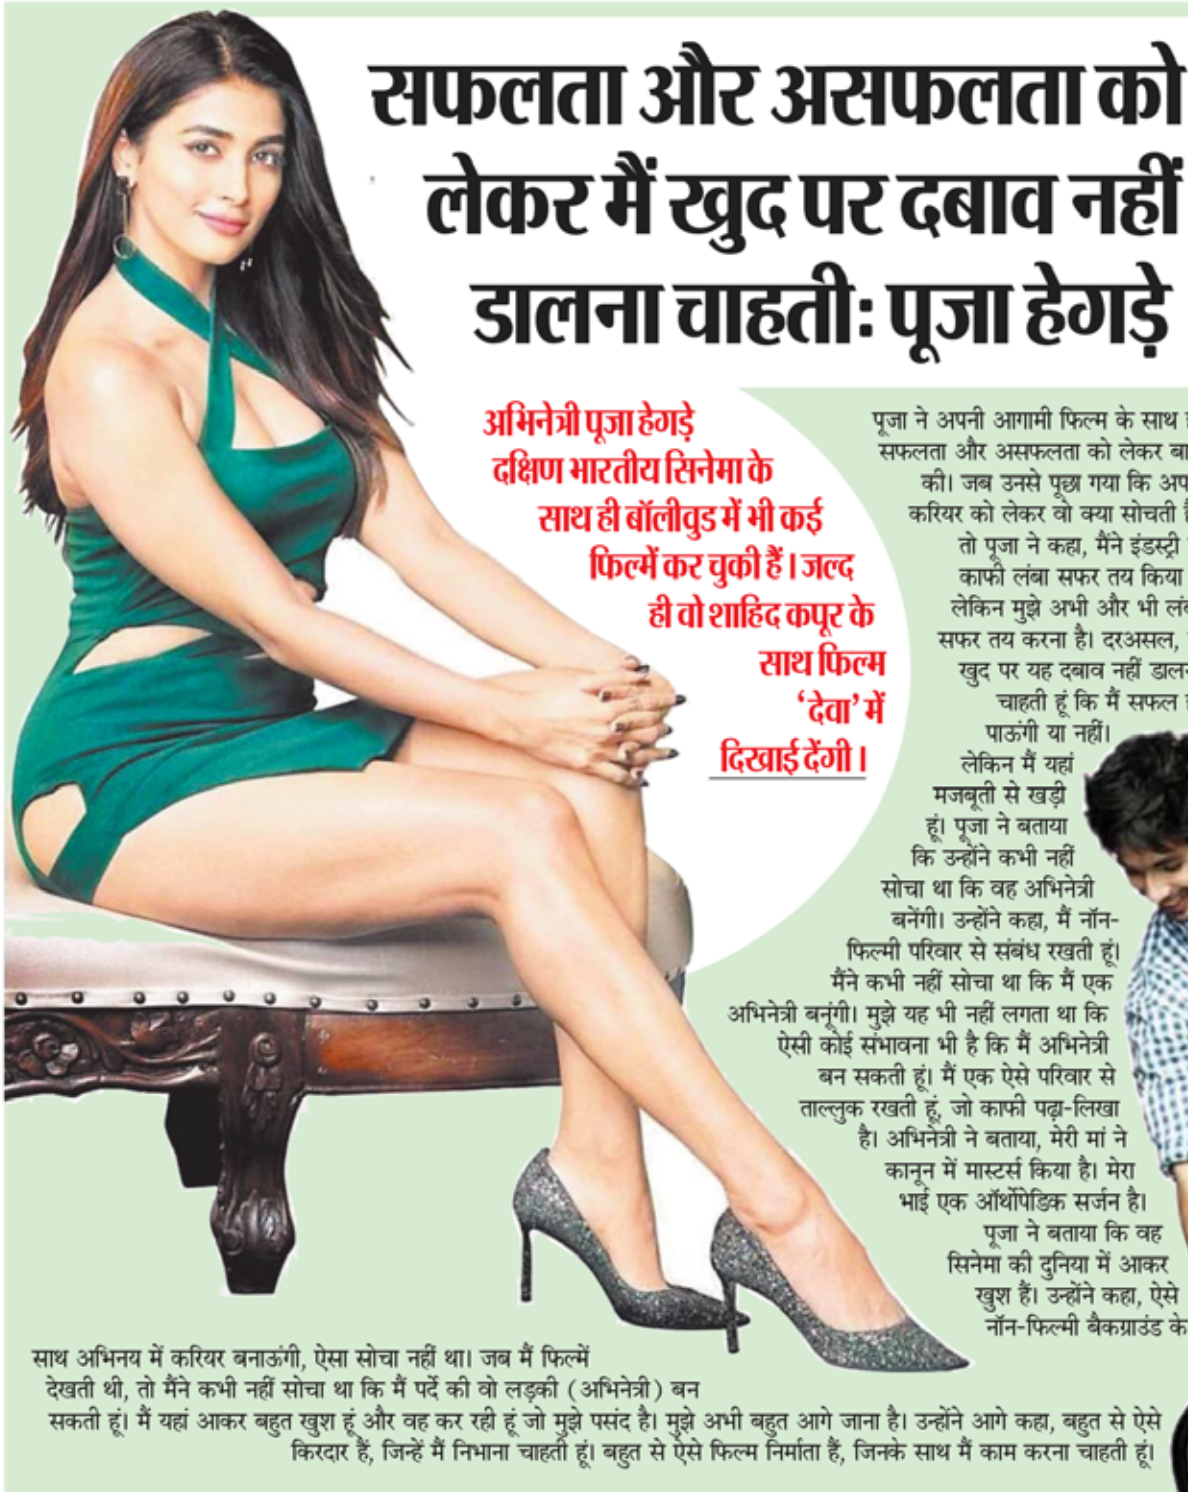 सफलता और असफलता को
लेकर मैं खुद पर दबाव नहीं
डालना चाहती: पूजा हेगड़े
अभिनेत्री पूजा हेगड़े
दक्षिण भारतीय सिनेमा के
साथ ही बॉलीवुड में भी कई
फिल्में कर चुकी हैं। जल्द
ही वो शाहिद कपूर के
साथ फिल्म
‘देवा’ में
दिखाई देंगी।
पूजा ने अपनी आगामी फिल्म के साथ
सफलता और असफलता को लेकर
की। जब उनसे पूछा गया कि
करियर को लेकर वो क्या सोचती
तो पूजा ने कहा, मैंने इंडस्ट्री
काफी लंबा सफर तय किया
लेकिन मुझे अभी और भी
सफर तय करना है। दरअसल,
खुद पर यह दबाव नहीं
चाहती हूं कि मैं सफल
पाऊंगी या नहीं।
लेकिन मैं यहां
मजबूती से खड़ी
हूं। पूजा ने बताया
कि उन्होंने कभी नहीं
सोचा था कि वह अभिनेत्री
बनेंगी। उन्होंने कहा, मैं नॉन-
फिल्मी परिवार से संबंध रखती हूं।
मैंने कभी नहीं सोचा था कि मैं एक
अभिनेत्री बनूंगी। मुझे यह भी नहीं लगता था कि
ऐसी कोई संभावना भी है कि मैं अभिनेत्री
बन सकती हूं। मैं एक ऐसे परिवार से
ताल्लुक रखती हूं, जो काफी पढ़ा-लिखा
है। अभिनेत्री ने बताया, मेरी मां ने
कानून में मास्टर्स किया है। मेरा
भाई एक ऑर्थोपेडिक सर्जन है।
पूजा ने बताया कि वह
सिनेमा की दुनिया में आकर
खुश हैं। उन्होंने कहा, ऐसे
नॉन-फिल्मी बैकग्राउंड के
साथ अभिनय में करियर बनाऊंगी, ऐसा सोचा नहीं था। जब मैं फिल्में
देखती थी, तो मैंने कभी नहीं सोचा था कि मैं पर्दे की वो लड़की (अभिनेत्री) बन
सकती हूं। मैं यहां आकर बहुत खुश हूं और वह कर रही हूं जो मुझे पसंद है। मुझे अभी बहुत आगे जाना है। उन्होंने आगे कहा, बहुत से ऐसे
किरदार हैं, जिन्हें मैं निभाना चाहती हूं। बहुत से ऐसे फिल्म निर्माता हैं, जिनके साथ मैं काम करना चाहती हूं।